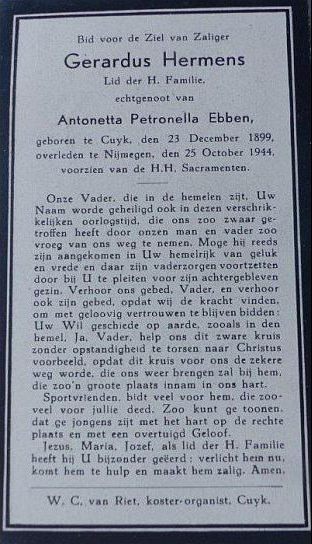 Bid voor de Ziel van Zaliger
Gerardus Hermens
Lid der H. Familie.
echtgenoot van
Antonetta Petronella Ebben,
geboren te Cuyk, den 23 December 1899,
overleden te Nijmegen, den 25 October 1944,
voorzien van de H.H. Sacramenten.
Onze Vader, die in de hemelen zijt, Uw
Naam worde geheiligd ook in dezen verschrik-
kelijken oorlogstijd, die ons zoo zwaar ge-
troffen heeft door onzen man en vader zoo
vroeg van ons weg te nemen. Moge hij reeds
zijn aangekomen in Uw hemelrijk van geluk
en vrede en daar zijn vaderzorgen voortzetten
door bij U te pleiten voor zijn achtergebleven
gezin. Verhoor ons gebed, Vader, en verhoor
ook zijn gebed, opdat wij de kracht vinden,
om met geloovig vertrouwen te blijven bidden:
Uw Wil geschiede op aarde, zooals in den
hemel. Ja, Vader, help ons dit zware kruis
zonder opstandigheid te torsen naar Christus
voorbeeld, opdat dit kruis voor ons de zekere
weg worde, die ons weer brengen zal bij hem,
die zoo'n groote plaats innam in ons hart.
Sportvrienden, bidt veel voor hem, die zoo-
veel voor jullie deed. Zoo kunt ge toonen,
dat ge jongens zijt met het hart op de rechte
plaats en met een overtuigd Geloof.
Jezus, Maria, Jozef, als lid der H. Familie
heeft hij U bijzonder geëerd: verlicht hem nu,
komt hem te hulp en maakt hem zalig. Amen.
W. C. van Riet, koster-organist, Cuyk.